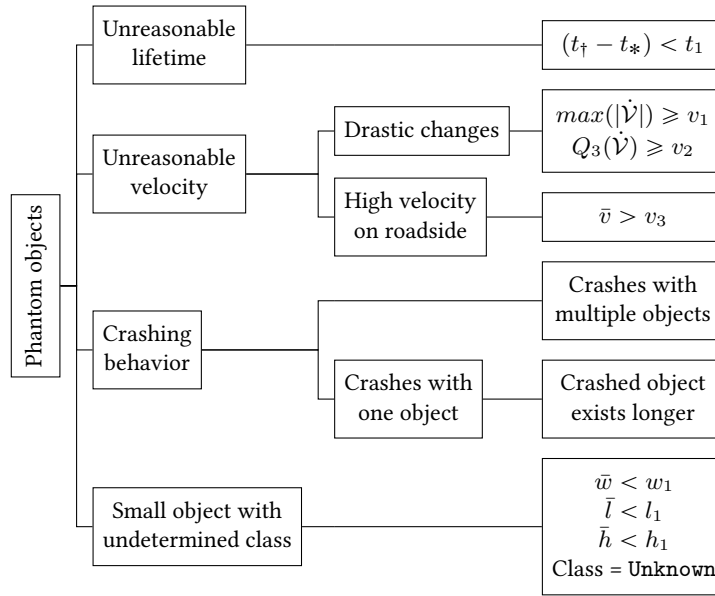 Phantom objects
Unreasonable
lifetime
(t† − t∗) < t1
Unreasonable
velocity
Drastic changes
max(|𝒱̇|) ⩾ v1
Q3(𝒱̇) ⩾ v2
High velocity
on roadside
v̄ > v3
Crashing
behavior
Crashes with
multiple objects
Crashes with
one object
Crashed object
exists longer
Small object with
undetermined class
w̄ < w1
l̄ < l1
h̄ < h1
Class = Unknown